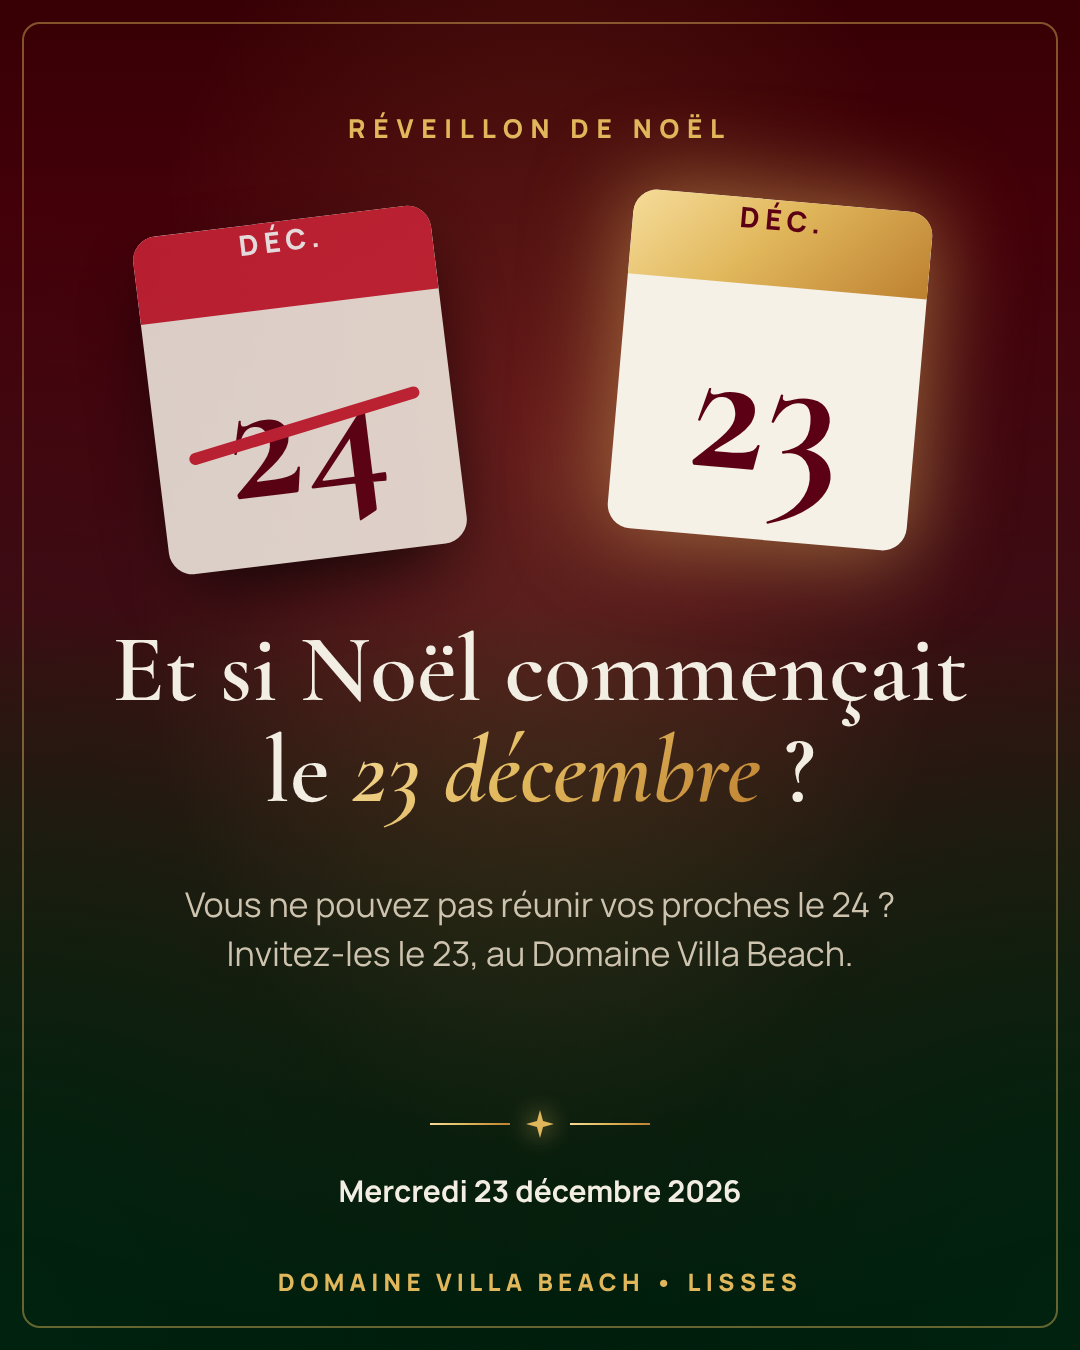 RÉVEILLON DE NOËL
DÉC.
24
DÉC.
23
Et si Noël commençait
le 23 décembre ?
Vous ne pouvez pas réunir vos proches le 24 ?
Invitez-les le 23, au Domaine Villa Beach.
Mercredi 23 décembre 2026
DOMAINE VILLA BEACH • LISSES